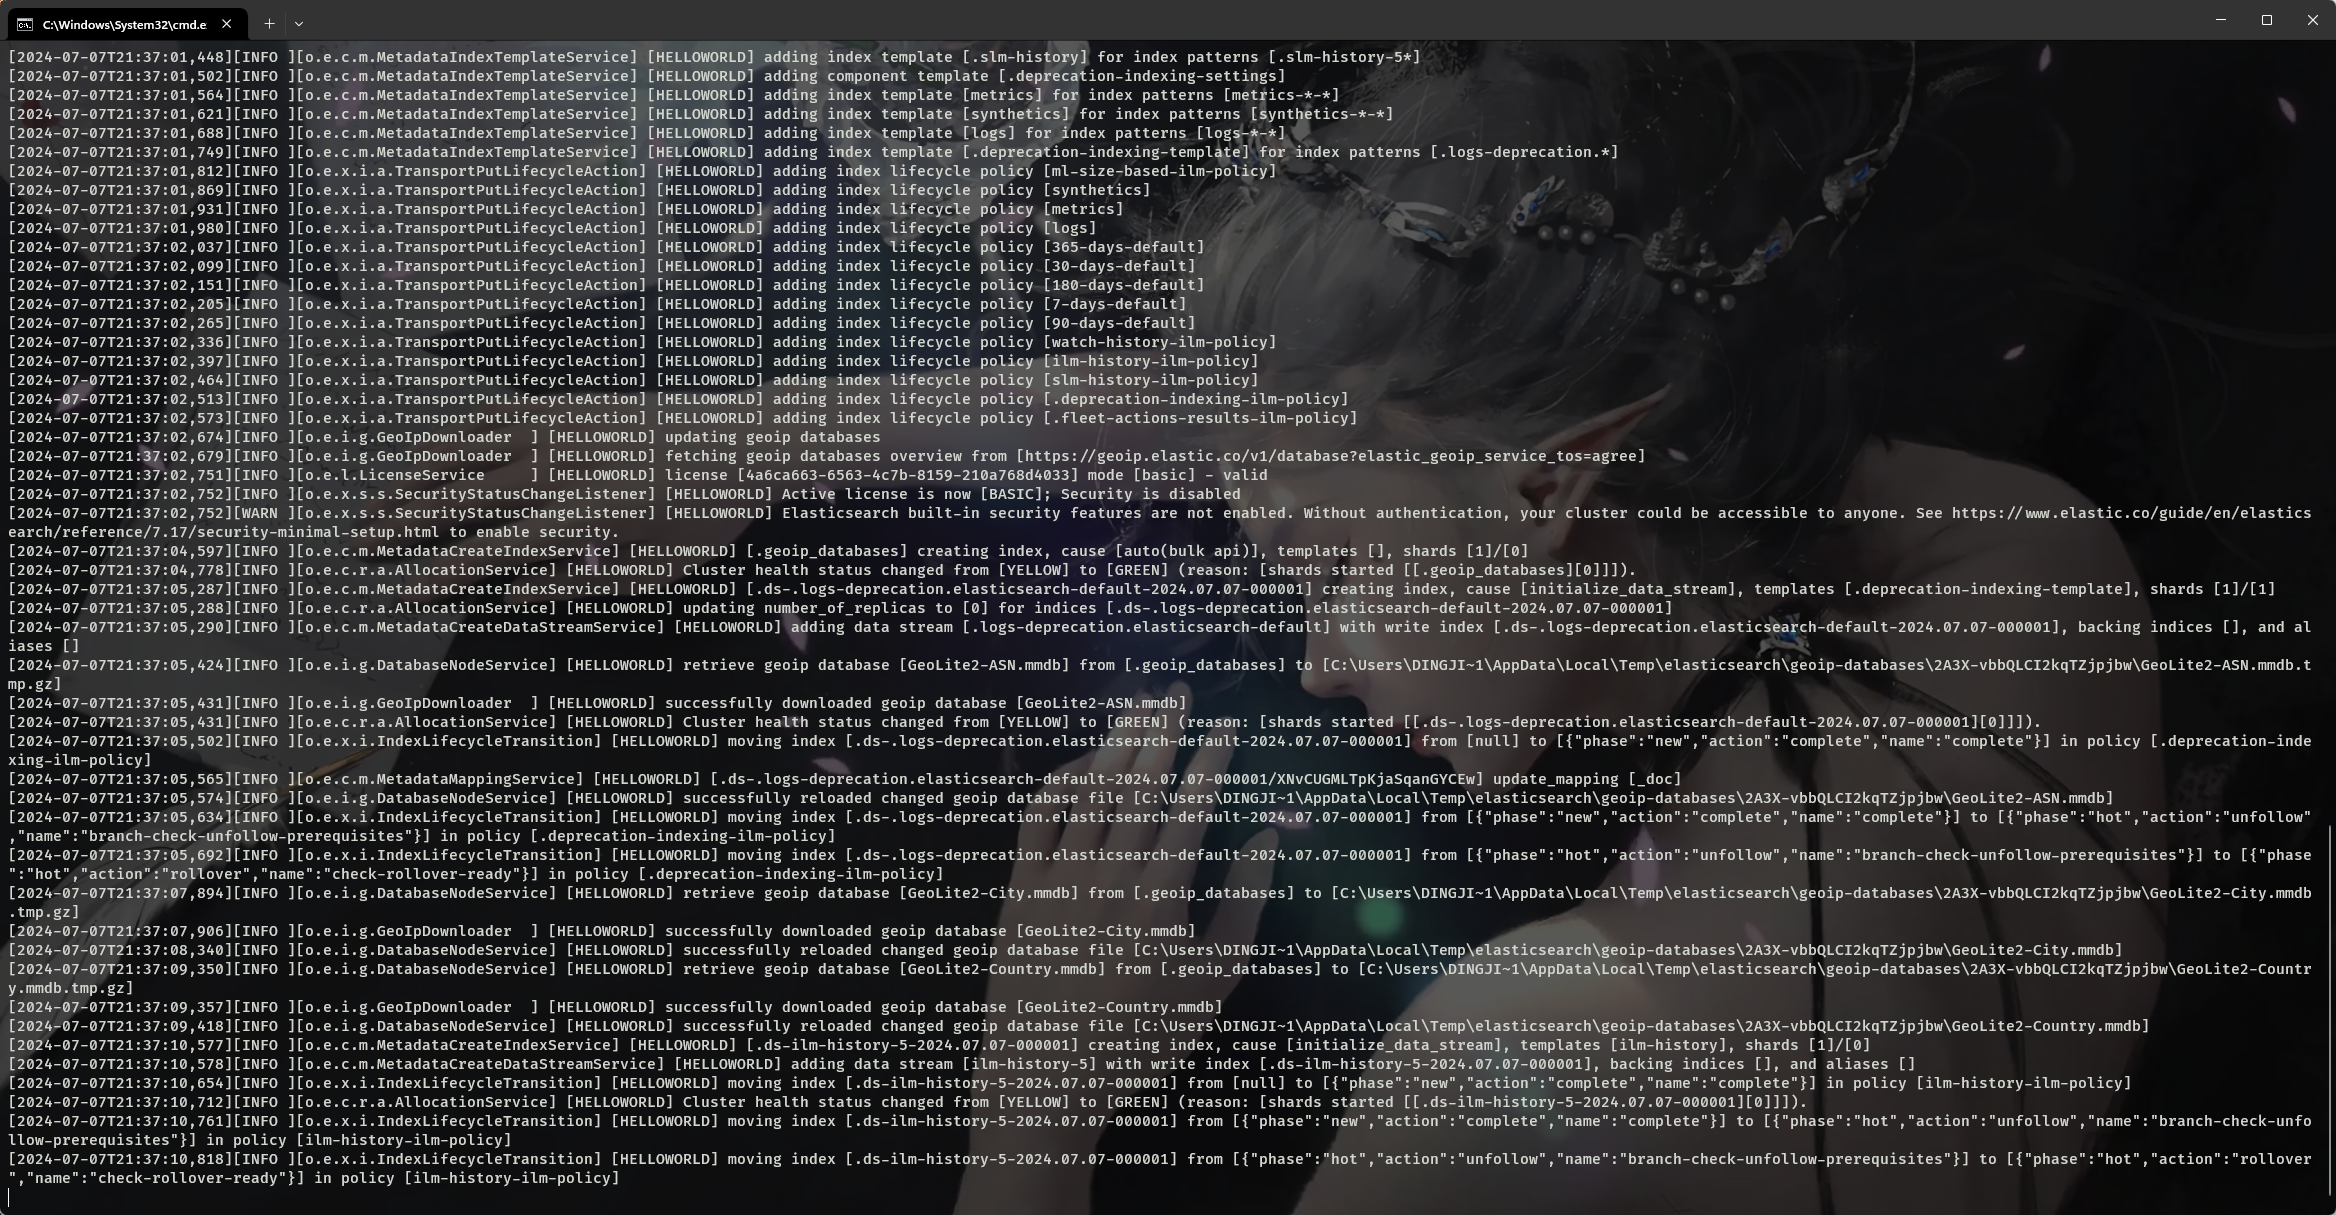 C:\Windows\System32\cmd.e
[2024-07-07T21:37:01,448][INFO ][o.e.c.m.MetadataIndexTemplateService] [HELLOWORLD] adding index template [.slm-history] for index patterns [.slm-history-5*]
[2024-07-07T21:37:01,502][INFO ][o.e.c.m.MetadataIndexTemplateService] [HELLOWORLD] adding component template [.deprecation-indexing-settings]
[2024-07-07T21:37:01,564][INFO ][o.e.c.m.MetadataIndexTemplateService] [HELLOWORLD] adding index template [metrics] for index patterns [metrics-*-*]
[2024-07-07T21:37:01,621][INFO ][o.e.c.m.MetadataIndexTemplateService] [HELLOWORLD] adding index template [synthetics] for index patterns [synthetics-*-*]
[2024-07-07T21:37:01,688][INFO ][o.e.c.m.MetadataIndexTemplateService] [HELLOWORLD] adding index template [logs] for index patterns [logs-*-*]
[2024-07-07T21:37:01,749][INFO ][o.e.c.m.MetadataIndexTemplateService] [HELLOWORLD] adding index template [.deprecation-indexing-template] for index patterns [.logs-deprecation.*]
[2024-07-07T21:37:01,812][INFO ][o.e.x.i.a.TransportPutLifecycleAction] [HELLOWORLD] adding index lifecycle policy [ml-size-based-ilm-policy]
[2024-07-07T21:37:01,869][INFO ][o.e.x.i.a.TransportPutLifecycleAction] [HELLOWORLD] adding index lifecycle policy [synthetics]
[2024-07-07T21:37:01,931][INFO ][o.e.x.i.a.TransportPutLifecycleAction] [HELLOWORLD] adding index lifecycle policy [metrics]
[2024-07-07T21:37:01,980][INFO ][o.e.x.i.a.TransportPutLifecycleAction] [HELLOWORLD] adding index lifecycle policy [logs]
[2024-07-07T21:37:02,037][INFO ][o.e.x.i.a.TransportPutLifecycleAction] [HELLOWORLD] adding index lifecycle policy [365-days-default]
[2024-07-07T21:37:02,099][INFO ][o.e.x.i.a.TransportPutLifecycleAction] [HELLOWORLD] adding index lifecycle policy [30-days-default]
[2024-07-07T21:37:02,151][INFO ][o.e.x.i.a.TransportPutLifecycleAction] [HELLOWORLD] adding index lifecycle policy [180-days-default]
[2024-07-07T21:37:02,205][INFO ][o.e.x.i.a.TransportPutLifecycleAction] [HELLOWORLD] adding index lifecycle policy [7-days-default]
[2024-07-07T21:37:02,265][INFO ][o.e.x.i.a.TransportPutLifecycleAction] [HELLOWORLD] adding index lifecycle policy [90-days-default]
[2024-07-07T21:37:02,336][INFO ][o.e.x.i.a.TransportPutLifecycleAction] [HELLOWORLD] adding index lifecycle policy [watch-history-ilm-policy]
[2024-07-07T21:37:02,397][INFO ][o.e.x.i.a.TransportPutLifecycleAction] [HELLOWORLD] adding index lifecycle policy [ilm-history-ilm-policy]
[2024-07-07T21:37:02,464][INFO ][o.e.x.i.a.TransportPutLifecycleAction] [HELLOWORLD] adding index lifecycle policy [slm-history-ilm-policy]
[2024-07-07T21:37:02,513][INFO ][o.e.x.i.a.TransportPutLifecycleAction] [HELLOWORLD] adding index lifecycle policy [.deprecation-indexing-ilm-policy]
[2024-07-07T21:37:02,573][INFO ][o.e.x.i.a.TransportPutLifecycleAction] [HELLOWORLD] adding index lifecycle policy [.fleet-actions-results-ilm-policy]
[2024-07-07T21:37:02,674][INFO ][o.e.i.g.GeoIpDownloader  ] [HELLOWORLD] updating geoip databases
[2024-07-07T21:37:02,679][INFO ][o.e.i.g.GeoIpDownloader  ] [HELLOWORLD] fetching geoip databases overview from [https://geoip.elastic.co/v1/database?elastic_geoip_service_tos=agree]
[2024-07-07T21:37:02,751][INFO ][o.e.l.LicenseService     ] [HELLOWORLD] license [4a6ca663-6563-4c7b-8159-210a768d4033] mode [basic] - valid
[2024-07-07T21:37:02,752][INFO ][o.e.x.s.s.SecurityStatusChangeListener] [HELLOWORLD] Active license is now [BASIC]; Security is disabled
[2024-07-07T21:37:02,752][WARN ][o.e.x.s.s.SecurityStatusChangeListener] [HELLOWORLD] Elasticsearch built-in security features are not enabled. Without authentication, your cluster could be accessible to anyone. See https://www.elastic.co/guide/en/elastics
earch/reference/7.17/security-minimal-setup.html to enable security.
[2024-07-07T21:37:04,597][INFO ][o.e.c.m.MetadataCreateIndexService] [HELLOWORLD] [.geoip_databases] creating index, cause [auto(bulk api)], templates [], shards [1]/[0]
[2024-07-07T21:37:04,778][INFO ][o.e.c.r.a.AllocationService] [HELLOWORLD] Cluster health status changed from [YELLOW] to [GREEN] (reason: [shards started [[.geoip_databases][0]]]).
[2024-07-07T21:37:05,287][INFO ][o.e.c.m.MetadataCreateIndexService] [HELLOWORLD] [.ds-.logs-deprecation.elasticsearch-default-2024.07.07-000001] creating index, cause [initialize_data_stream], templates [.deprecation-indexing-template], shards [1]/[1]
[2024-07-07T21:37:05,288][INFO ][o.e.c.r.a.AllocationService] [HELLOWORLD] updating number_of_replicas to [0] for indices [.ds-.logs-deprecation.elasticsearch-default-2024.07.07-000001]
[2024-07-07T21:37:05,290][INFO ][o.e.c.m.MetadataCreateDataStreamService] [HELLOWORLD] adding data stream [.logs-deprecation.elasticsearch-default] with write index [.ds-.logs-deprecation.elasticsearch-default-2024.07.07-000001], backing indices [], and al
iases []
[2024-07-07T21:37:05,424][INFO ][o.e.i.g.DatabaseNodeService] [HELLOWORLD] retrieve geoip database [GeoLite2-ASN.mmdb] from [.geoip_databases] to [C:\Users\DINGJI~1\AppData\Local\Temp\elasticsearch\geoip-databases\2A3X-vbbQLCI2kqTZjpjbw\GeoLite2-ASN.mmdb.t
mp.gz]
[2024-07-07T21:37:05,431][INFO ][o.e.i.g.GeoIpDownloader  ] [HELLOWORLD] successfully downloaded geoip database [GeoLite2-ASN.mmdb]
[2024-07-07T21:37:05,431][INFO ][o.e.c.r.a.AllocationService] [HELLOWORLD] Cluster health status changed from [YELLOW] to [GREEN] (reason: [shards started [[.ds-.logs-deprecation.elasticsearch-default-2024.07.07-000001][0]]]).
[2024-07-07T21:37:05,502][INFO ][o.e.x.i.IndexLifecycleTransition] [HELLOWORLD] moving index [.ds-.logs-deprecation.elasticsearch-default-2024.07.07-000001] from [null] to [{"phase":"new","action":"complete","name":"complete"}] in policy [.deprecation-inde
xing-ilm-policy]
[2024-07-07T21:37:05,565][INFO ][o.e.c.m.MetadataMappingService] [HELLOWORLD] [.ds-.logs-deprecation.elasticsearch-default-2024.07.07-000001/XNvCUGMLTpKjaSqanGYCEw] update_mapping [_doc]
[2024-07-07T21:37:05,574][INFO ][o.e.i.g.DatabaseNodeService] [HELLOWORLD] successfully reloaded changed geoip database file [C:\Users\DINGJI~1\AppData\Local\Temp\elasticsearch\geoip-databases\2A3X-vbbQLCI2kqTZjpjbw\GeoLite2-ASN.mmdb]
[2024-07-07T21:37:05,634][INFO ][o.e.x.i.IndexLifecycleTransition] [HELLOWORLD] moving index [.ds-.logs-deprecation.elasticsearch-default-2024.07.07-000001] from [{"phase":"new","action":"complete","name":"complete"}] to [{"phase":"hot","action":"unfollow"
,"name":"branch-check-unfollow-prerequisites"}] in policy [.deprecation-indexing-ilm-policy]
[2024-07-07T21:37:05,692][INFO ][o.e.x.i.IndexLifecycleTransition] [HELLOWORLD] moving index [.ds-.logs-deprecation.elasticsearch-default-2024.07.07-000001] from [{"phase":"hot","action":"unfollow","name":"branch-check-unfollow-prerequisites"}] to [{"phase
":"hot","action":"rollover","name":"check-rollover-ready"}] in policy [.deprecation-indexing-ilm-policy]
[2024-07-07T21:37:07,894][INFO ][o.e.i.g.DatabaseNodeService] [HELLOWORLD] retrieve geoip database [GeoLite2-City.mmdb] from [.geoip_databases] to [C:\Users\DINGJI~1\AppData\Local\Temp\elasticsearch\geoip-databases\2A3X-vbbQLCI2kqTZjpjbw\GeoLite2-City.mmdb
.tmp.gz]
[2024-07-07T21:37:07,906][INFO ][o.e.i.g.GeoIpDownloader  ] [HELLOWORLD] successfully downloaded geoip database [GeoLite2-City.mmdb]
[2024-07-07T21:37:08,340][INFO ][o.e.i.g.DatabaseNodeService] [HELLOWORLD] successfully reloaded changed geoip database file [C:\Users\DINGJI~1\AppData\Local\Temp\elasticsearch\geoip-databases\2A3X-vbbQLCI2kqTZjpjbw\GeoLite2-City.mmdb]
[2024-07-07T21:37:09,350][INFO ][o.e.i.g.DatabaseNodeService] [HELLOWORLD] retrieve geoip database [GeoLite2-Country.mmdb] from [.geoip_databases] to [C:\Users\DINGJI~1\AppData\Local\Temp\elasticsearch\geoip-databases\2A3X-vbbQLCI2kqTZjpjbw\GeoLite2-Countr
y.mmdb.tmp.gz]
[2024-07-07T21:37:09,357][INFO ][o.e.i.g.GeoIpDownloader  ] [HELLOWORLD] successfully downloaded geoip database [GeoLite2-Country.mmdb]
[2024-07-07T21:37:09,418][INFO ][o.e.i.g.DatabaseNodeService] [HELLOWORLD] successfully reloaded changed geoip database file [C:\Users\DINGJI~1\AppData\Local\Temp\elasticsearch\geoip-databases\2A3X-vbbQLCI2kqTZjpjbw\GeoLite2-Country.mmdb]
[2024-07-07T21:37:10,577][INFO ][o.e.c.m.MetadataCreateIndexService] [HELLOWORLD] [.ds-ilm-history-5-2024.07.07-000001] creating index, cause [initialize_data_stream], templates [ilm-history], shards [1]/[0]
[2024-07-07T21:37:10,578][INFO ][o.e.c.m.MetadataCreateDataStreamService] [HELLOWORLD] adding data stream [ilm-history-5] with write index [.ds-ilm-history-5-2024.07.07-000001], backing indices [], and aliases []
[2024-07-07T21:37:10,654][INFO ][o.e.x.i.IndexLifecycleTransition] [HELLOWORLD] moving index [.ds-ilm-history-5-2024.07.07-000001] from [null] to [{"phase":"new","action":"complete","name":"complete"}] in policy [ilm-history-ilm-policy]
[2024-07-07T21:37:10,712][INFO ][o.e.c.r.a.AllocationService] [HELLOWORLD] Cluster health status changed from [YELLOW] to [GREEN] (reason: [shards started [[.ds-ilm-history-5-2024.07.07-000001][0]]]).
[2024-07-07T21:37:10,761][INFO ][o.e.x.i.IndexLifecycleTransition] [HELLOWORLD] moving index [.ds-ilm-history-5-2024.07.07-000001] from [{"phase":"new","action":"complete","name":"complete"}] to [{"phase":"hot","action":"unfollow","name":"branch-check-unfo
llow-prerequisites"}] in policy [ilm-history-ilm-policy]
[2024-07-07T21:37:10,818][INFO ][o.e.x.i.IndexLifecycleTransition] [HELLOWORLD] moving index [.ds-ilm-history-5-2024.07.07-000001] from [{"phase":"hot","action":"unfollow","name":"branch-check-unfollow-prerequisites"}] to [{"phase":"hot","action":"rollover
","name":"check-rollover-ready"}] in policy [ilm-history-ilm-policy]